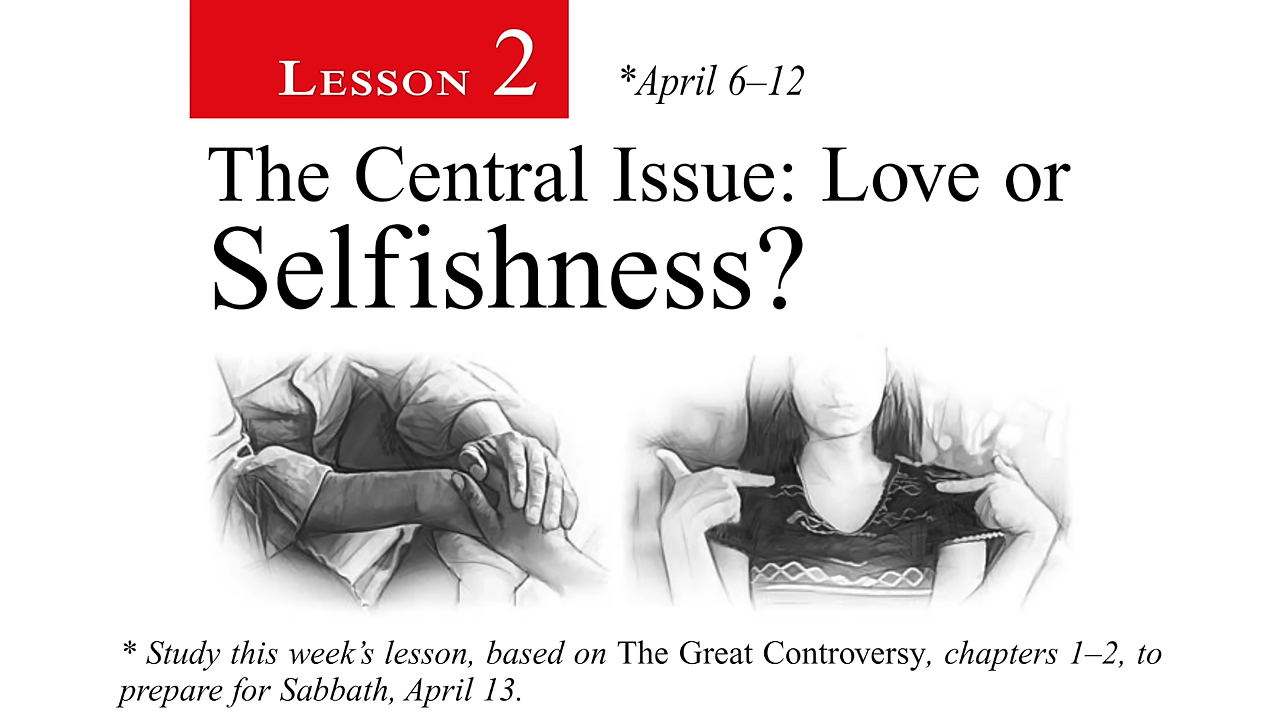 LESSON 2
*April 6–12
The Central Issue: Love or
Selfishness?
* Study this week’s lesson, based on The Great Controversy, chapters 1–2, to
prepare for Sabbath, April 13.